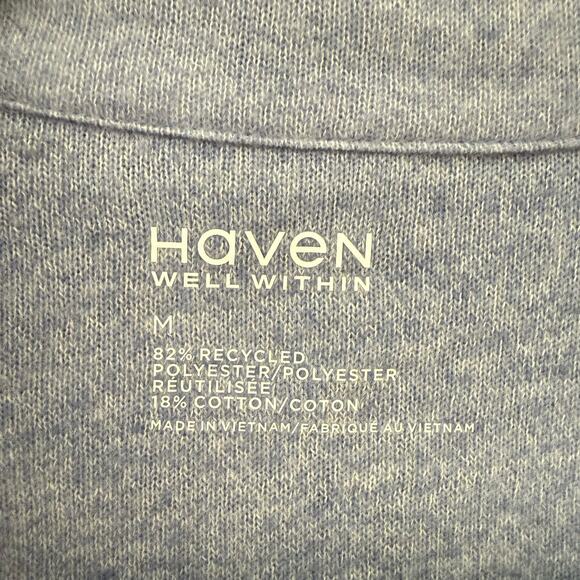 Haven
WELL WITHIN
M
82% RECYCLED
POLYESTER/POLYESTER
RÉUTILISÉE
18% COTTON/COTON
MADE IN VIETNAM/FABRIQUÉ AU VIETNAM